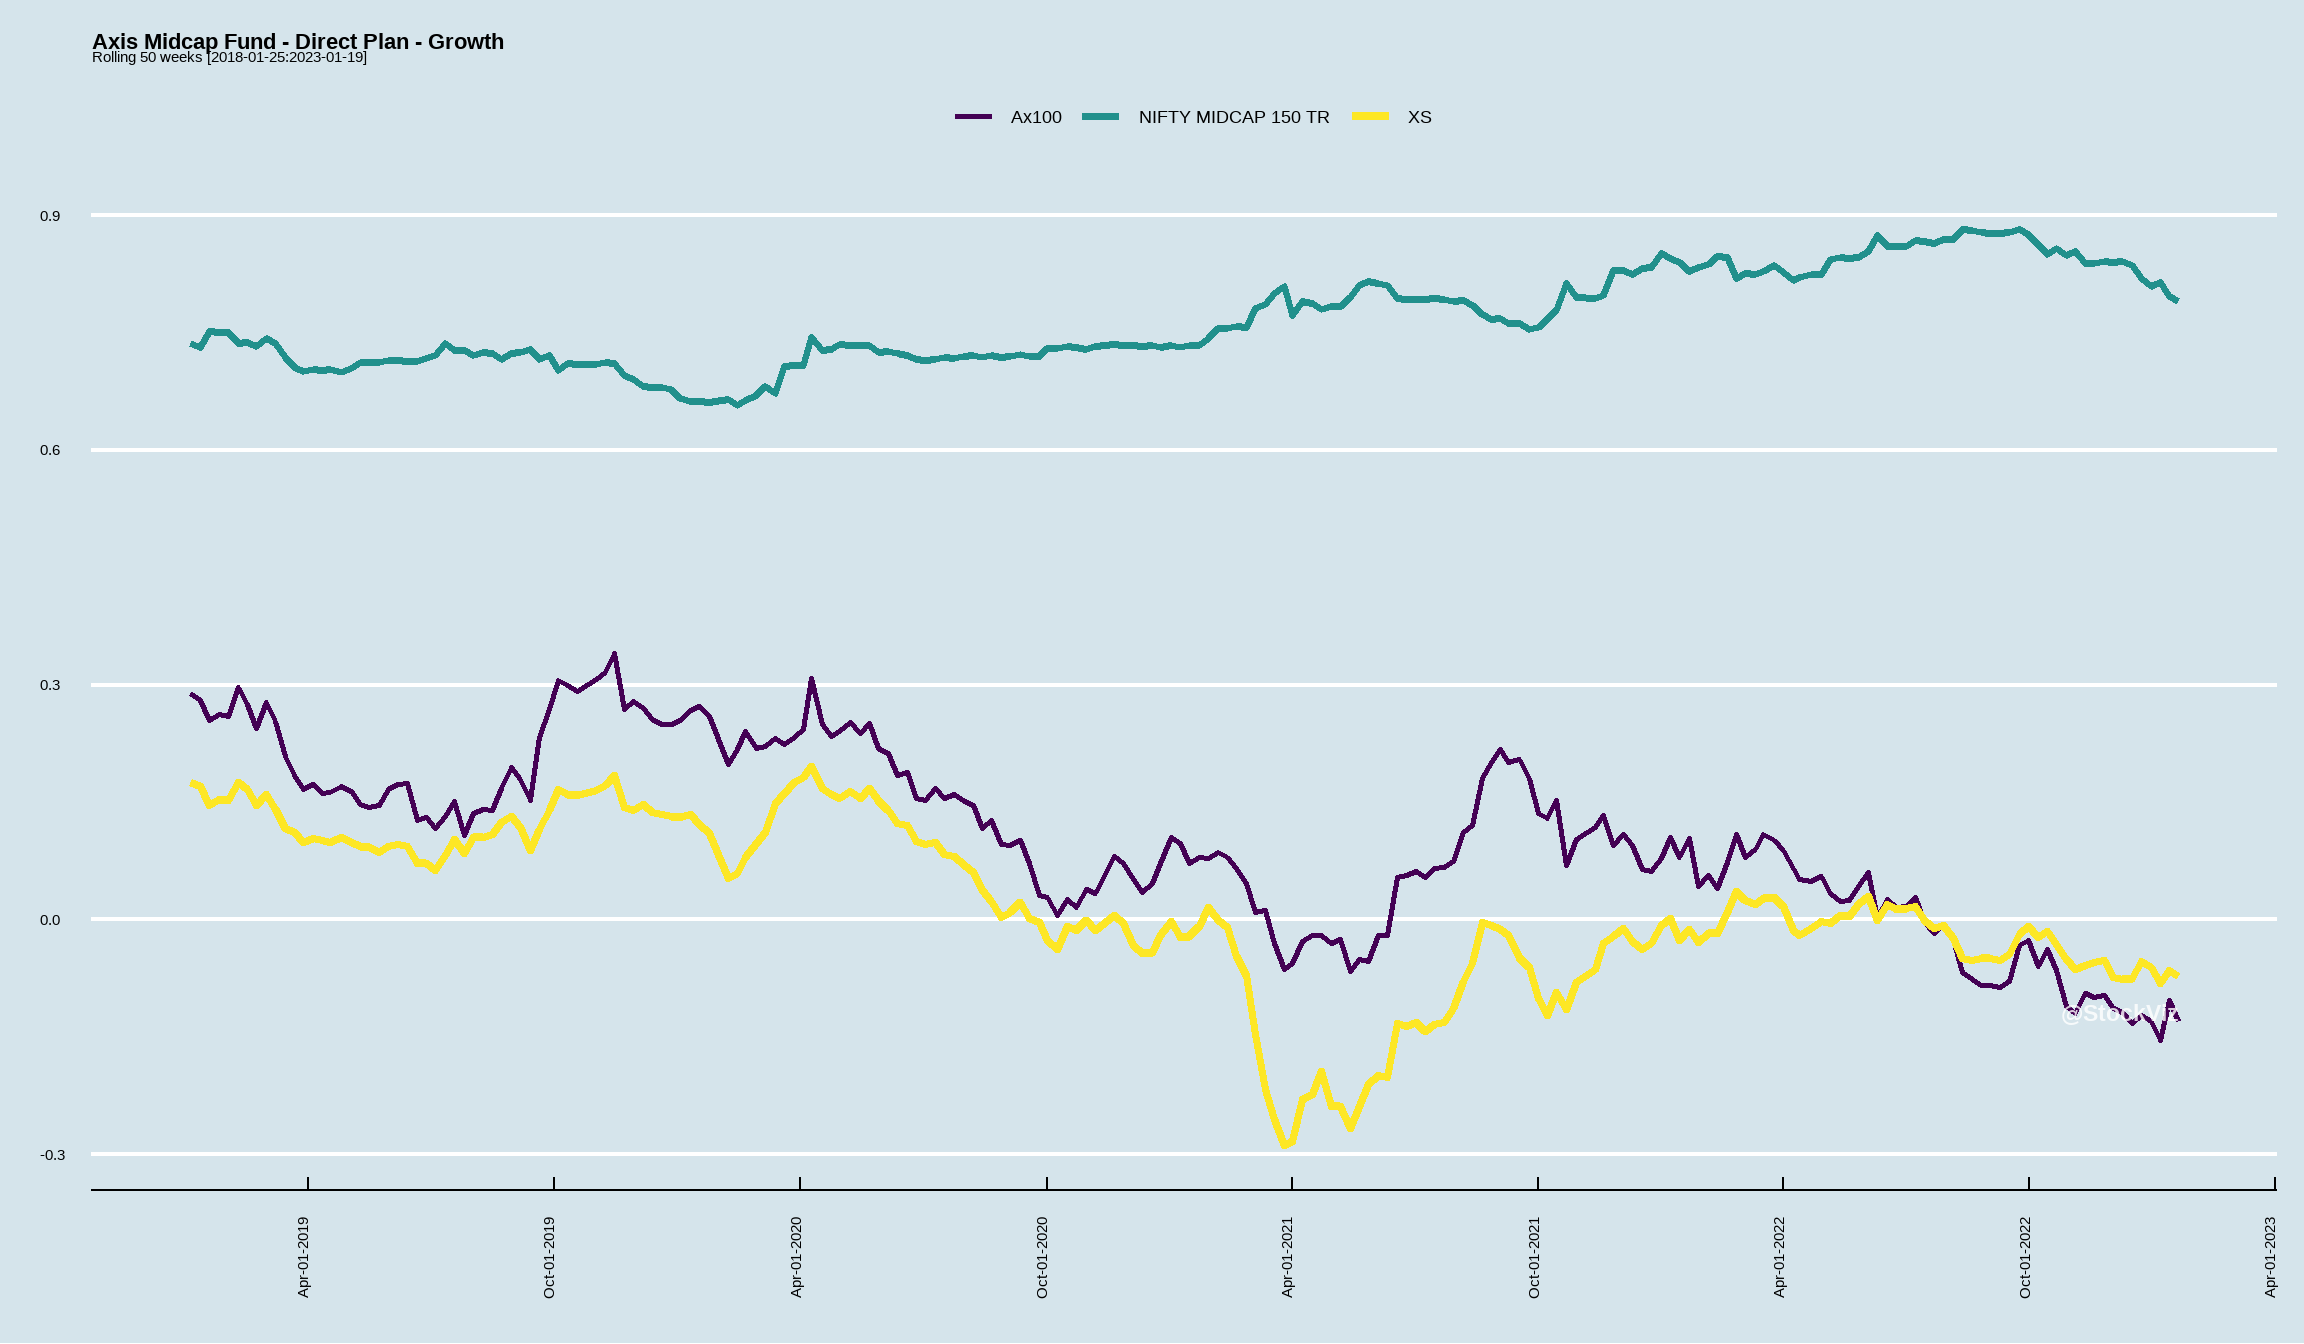 Axis Midcap Fund - Direct Plan - Growth
Rolling 50 weeks [2018-01-25:2023-01-19]
Ax100 NIFTY MIDCAP 150 TR XS
0.9
0.6
0.3
0.0
-0.3
@StockViz
Apr-01-2019 Oct-01-2019 Apr-01-2020 Oct-01-2020 Apr-01-2021 Oct-01-2021 Apr-01-2022 Oct-01-2022 Apr-01-2023